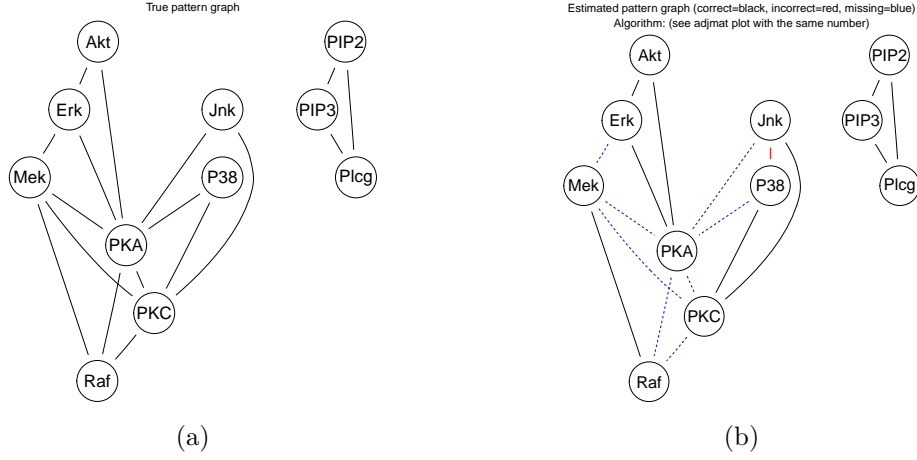 True pattern graph
Akt
PIP2
Erk
Jnk
PIP3
Mek
P38
Plcg
PKA
PKC
Raf
(a)
Estimated pattern graph (correct=black, incorrect=red, missing=blue)
Algorithm: (see adjmat plot with the same number)
Akt
PIP2
Erk
Jnk
PIP3
Mek
P38
Plcg
PKA
PKC
Raf
(b)